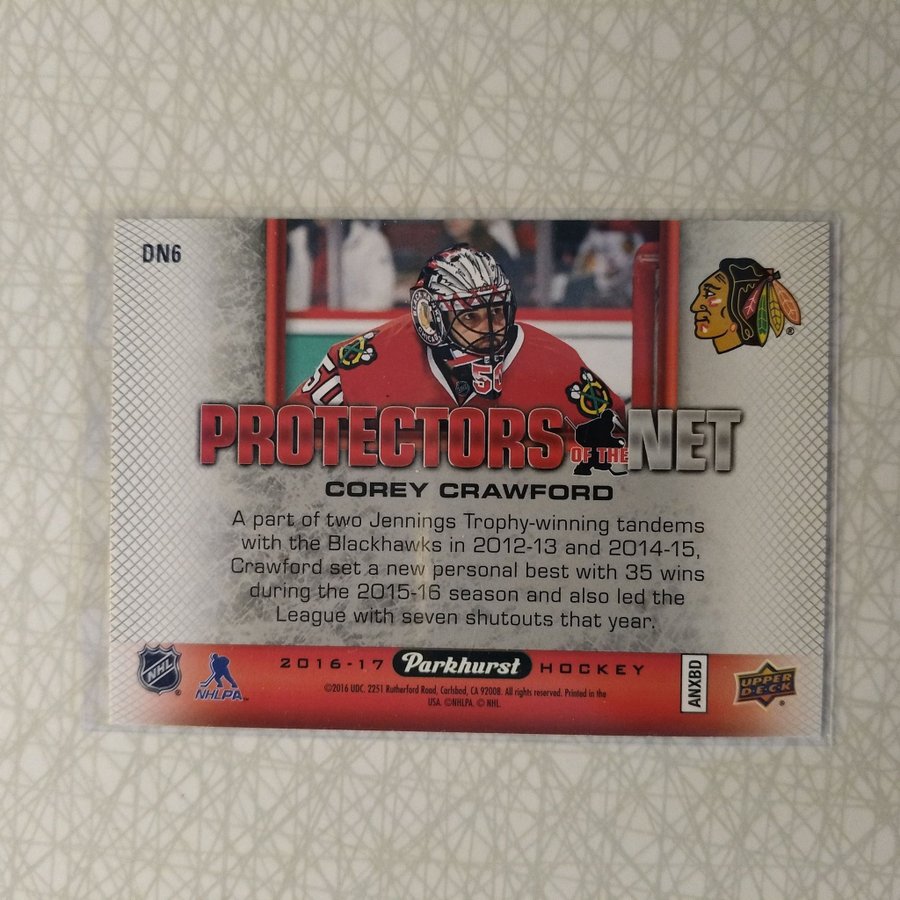 DN6
50
50
®
PROTECTORS OF THE NET
COREY CRAWFORD
A part of two Jennings Trophy-winning tandems
with the Blackhawks in 2012-13 and 2014-15,
Crawford set a new personal best with 35 wins
during the 2015-16 season and also led the
League with seven shutouts that year.
NHL ®
NHLPA™
2016-17 Parkhurst HOCKEY
©2016 UDC. 2251 Rutherford Road, Carlsbad, CA 92008. All rights reserved. Printed in the
USA. ©NHLPA. © NHL.
ANXBD
UPPER
D·E·C·K ®